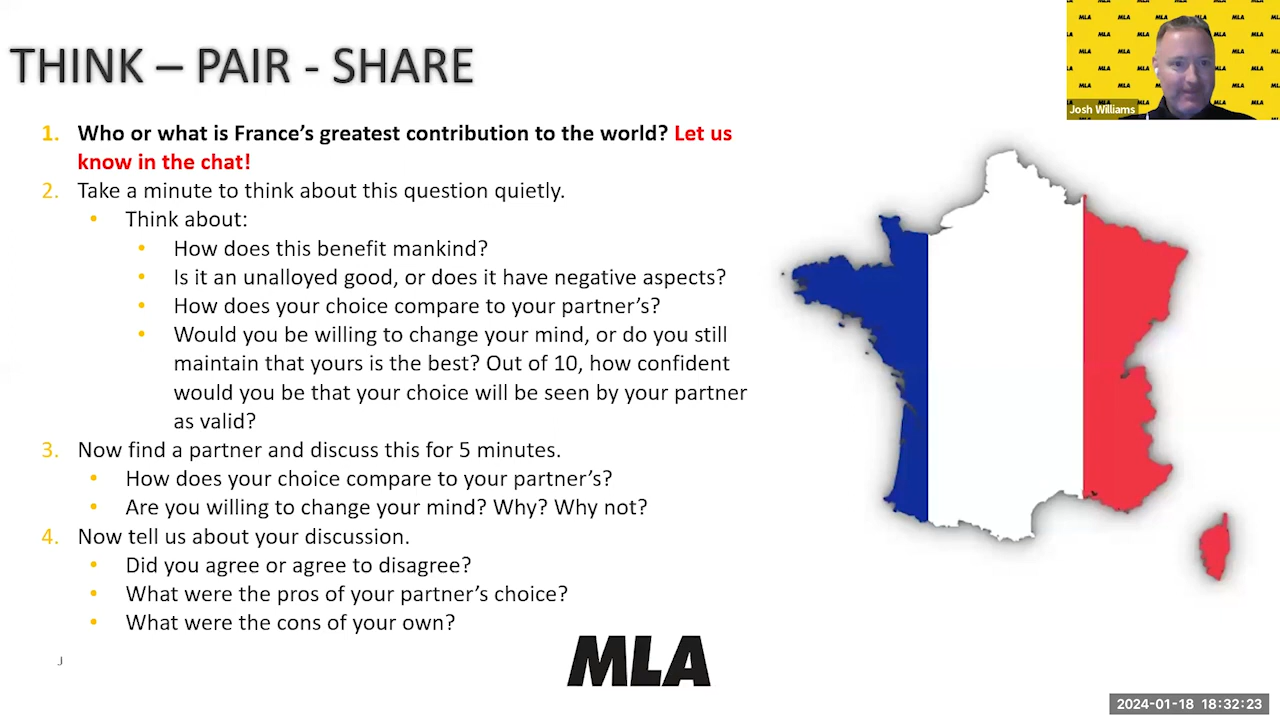 THINK – PAIR - SHARE
1. Who or what is France's greatest contribution to the world? Let us
know in the chat!
2. Take a minute to think about this question quietly.
• Think about:
• How does this benefit mankind?
• Is it an unalloyed good, or does it have negative aspects?
• How does your choice compare to your partner's?
• Would you be willing to change your mind, or do you still
maintain that yours is the best? Out of 10, how confident
would you be that your choice will be seen by your partner
as valid?
3. Now find a partner and discuss this for 5 minutes.
• How does your choice compare to your partner's?
• Are you willing to change your mind? Why? Why not?
4. Now tell us about your discussion.
• Did you agree or agree to disagree?
• What were the pros of your partner's choice?
• What were the cons of your own?
MLA
Josh Williams
2024-01-18 18:32:23